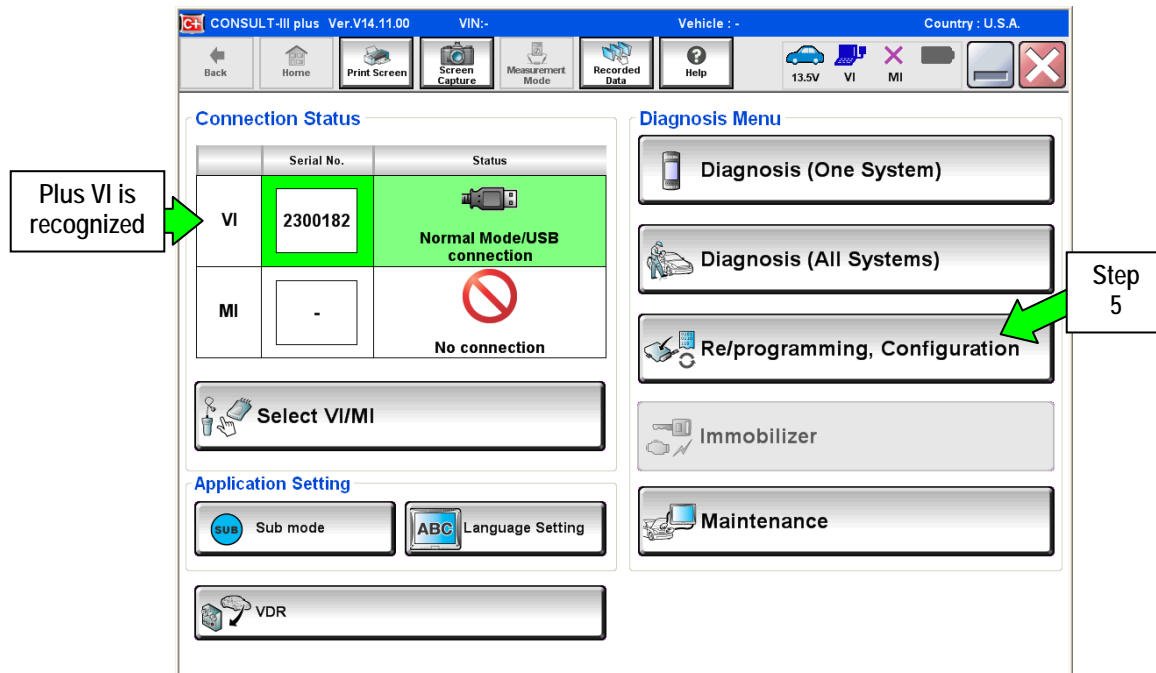 C+ CONSULT-III plus Ver.V14.11.00 VIN:- Vehicle : - Country : U.S.A.
Back
Home
Print Screen
Screen
Capture
Measurement
Mode
Recorded
Data
Help
13.5V
VI
MI
Connection Status
Serial No. Status
VI
2300182
Normal Mode/USB
connection
MI
-
No connection
Select VI/MI
Application Setting
SUB Sub mode
ABC Language Setting
VDR
Diagnosis Menu
Diagnosis (One System)
Diagnosis (All Systems)
Re/programming, Configuration
Immobilizer
Maintenance
Plus VI is
recognized
Step
5